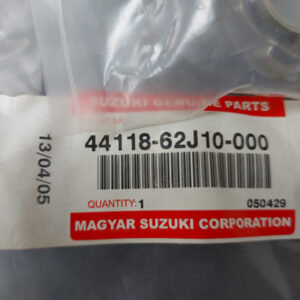 SUZUKI GENUINE PARTS
44118-62J10-000
13/04/05
QUANTITY: 1
050429
MAGYAR SUZUKI CORPORATION